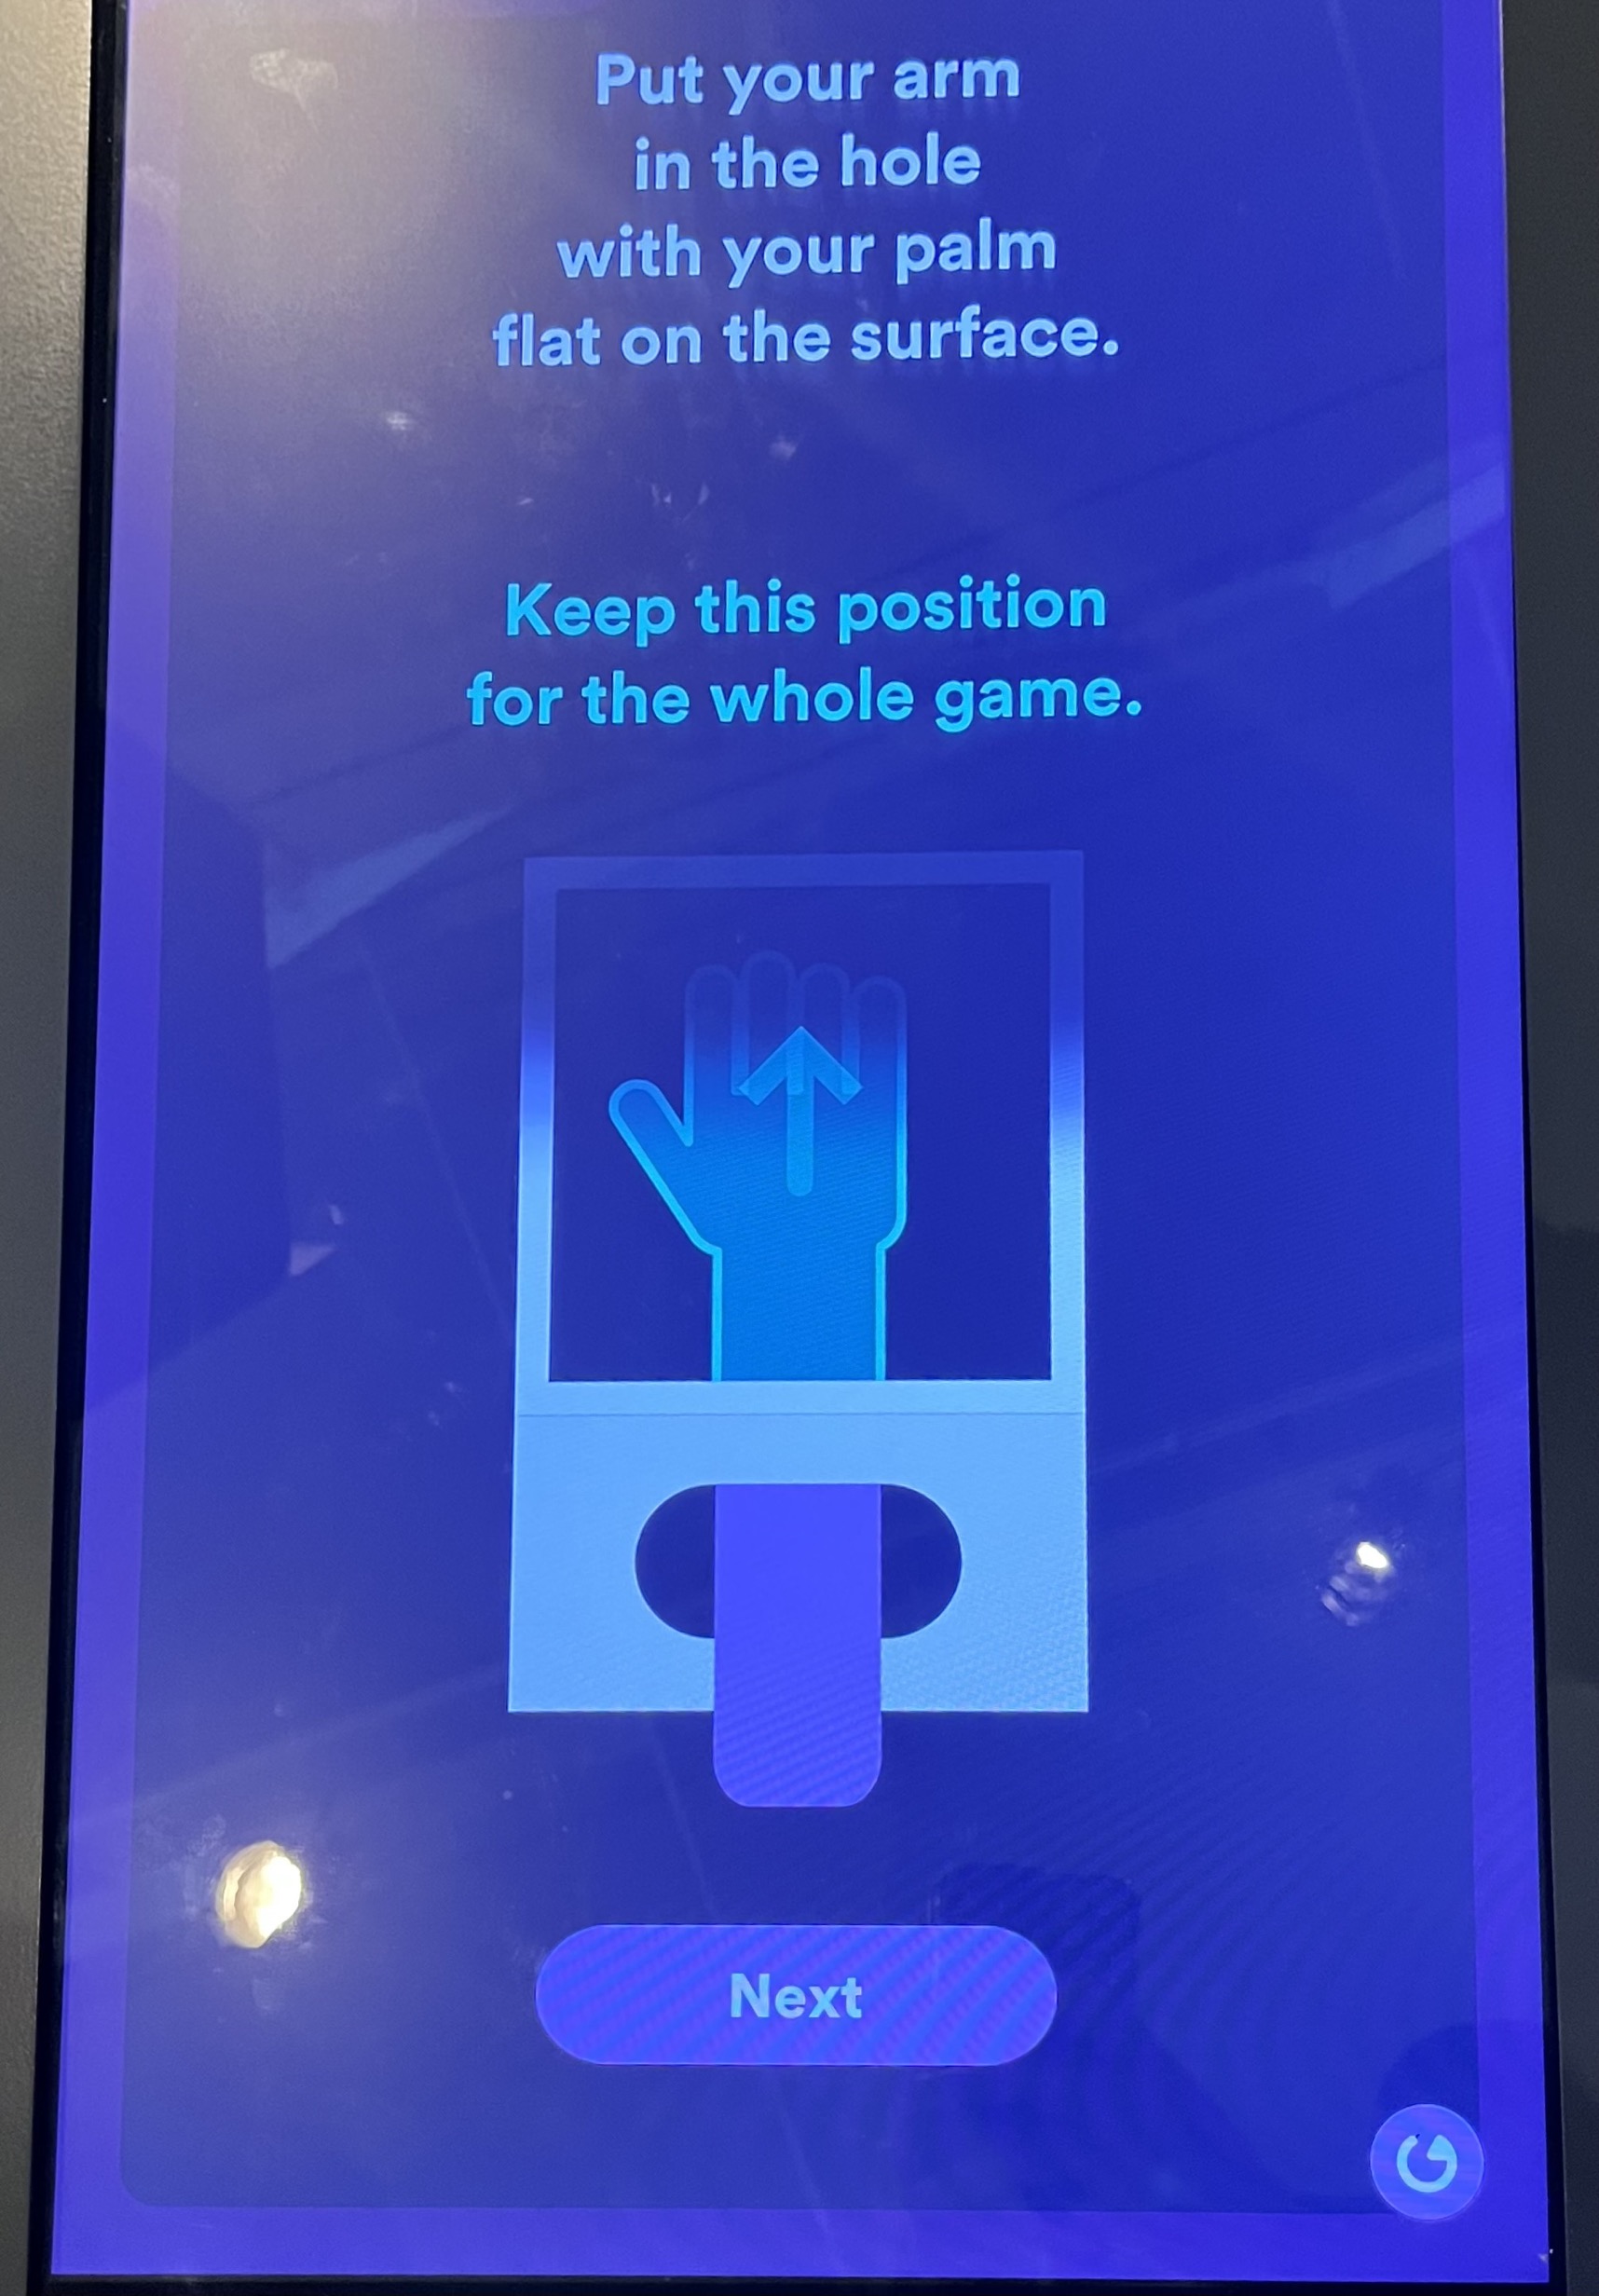 Put your arm
in the hole
with your palm
flat on the surface.
Keep this position
for the whole game.
Next